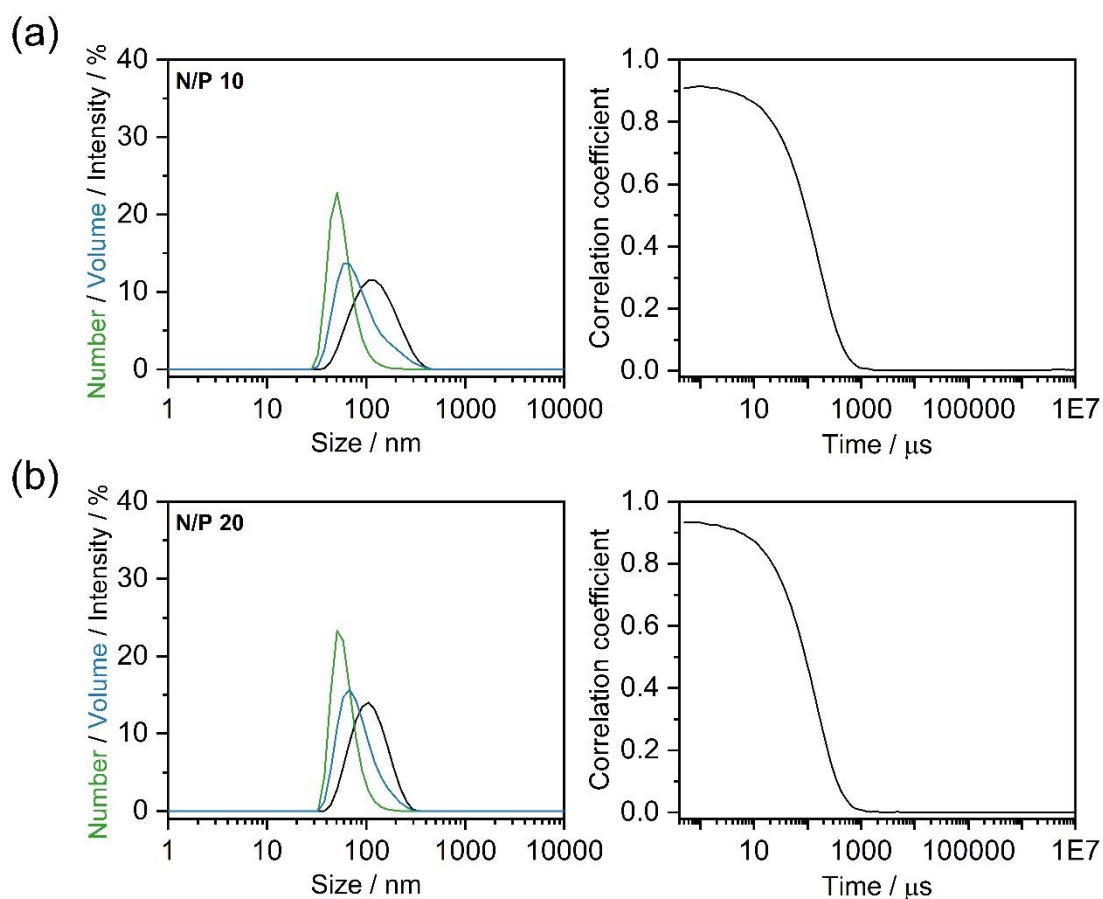 (a)
Number / Volume / Intensity / %
40
30
20
10
0
N/P 10
1 10 100 1000 10000
Size / nm
Correlation coefficient
1.0
0.8
0.6
0.4
0.2
0.0
10 1000 100000 1E7
Time / μs
(b)
Number / Volume / Intensity / %
40
30
20
10
0
N/P 20
1 10 100 1000 10000
Size / nm
Correlation coefficient
1.0
0.8
0.6
0.4
0.2
0.0
10 1000 100000 1E7
Time / μs